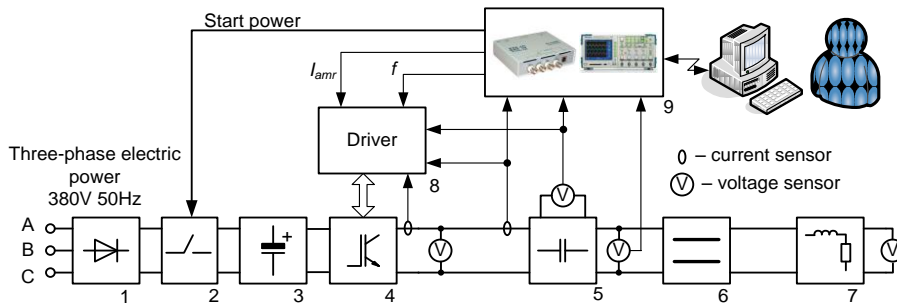 Start power
I_amr
f
9
Driver
8
Three-phase electric
power
380V 50Hz
– current sensor
V – voltage sensor
A
B
C
+
V
V
V
V
1
2
3
4
5
6
7